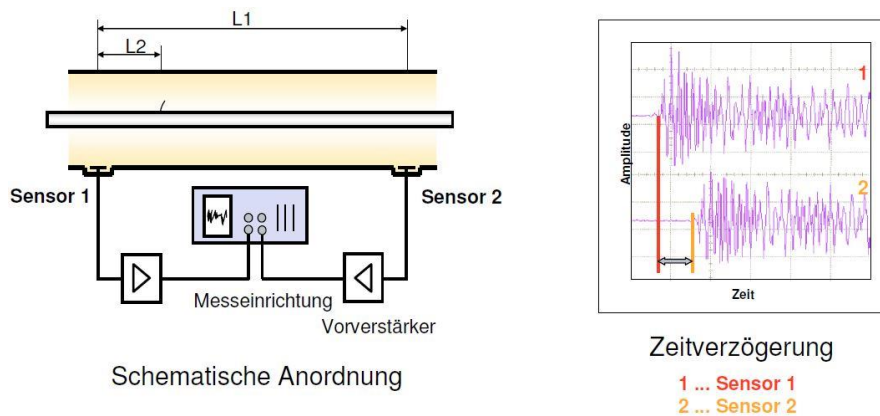 L1
L2
Sensor 1
Sensor 2
Messeinrichtung
Vorverstärker
Schematische Anordnung
1
2
Amplitude
Zeit
Zeitverzögerung
1 ... Sensor 1
2 ... Sensor 2